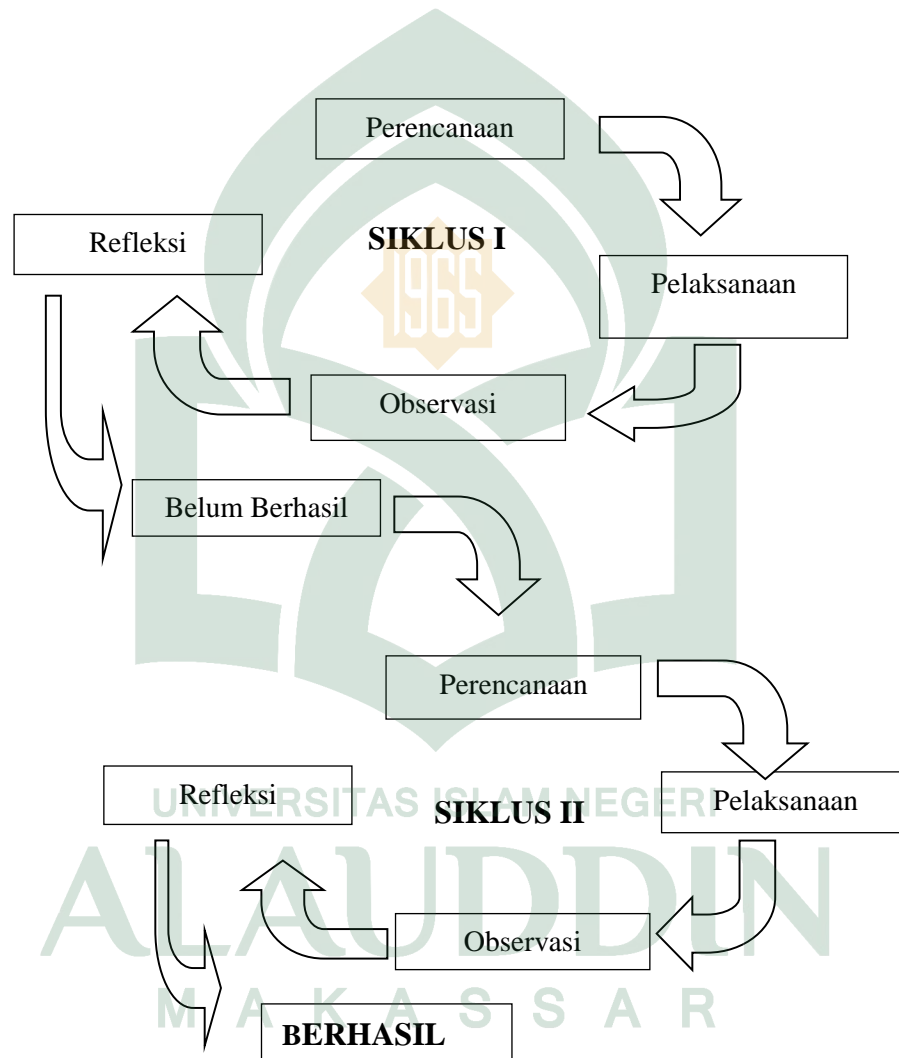 Perencanaan
Refleksi
SIKLUS I
1965
Pelaksanaan
Observasi
Belum Berhasil
Perencanaan
Refleksi
UNIVERSITAS ISLAM NEGERI
SIKLUS II
Pelaksanaan
ALAUDDIN
Observasi
MAKASSAR
BERHASIL